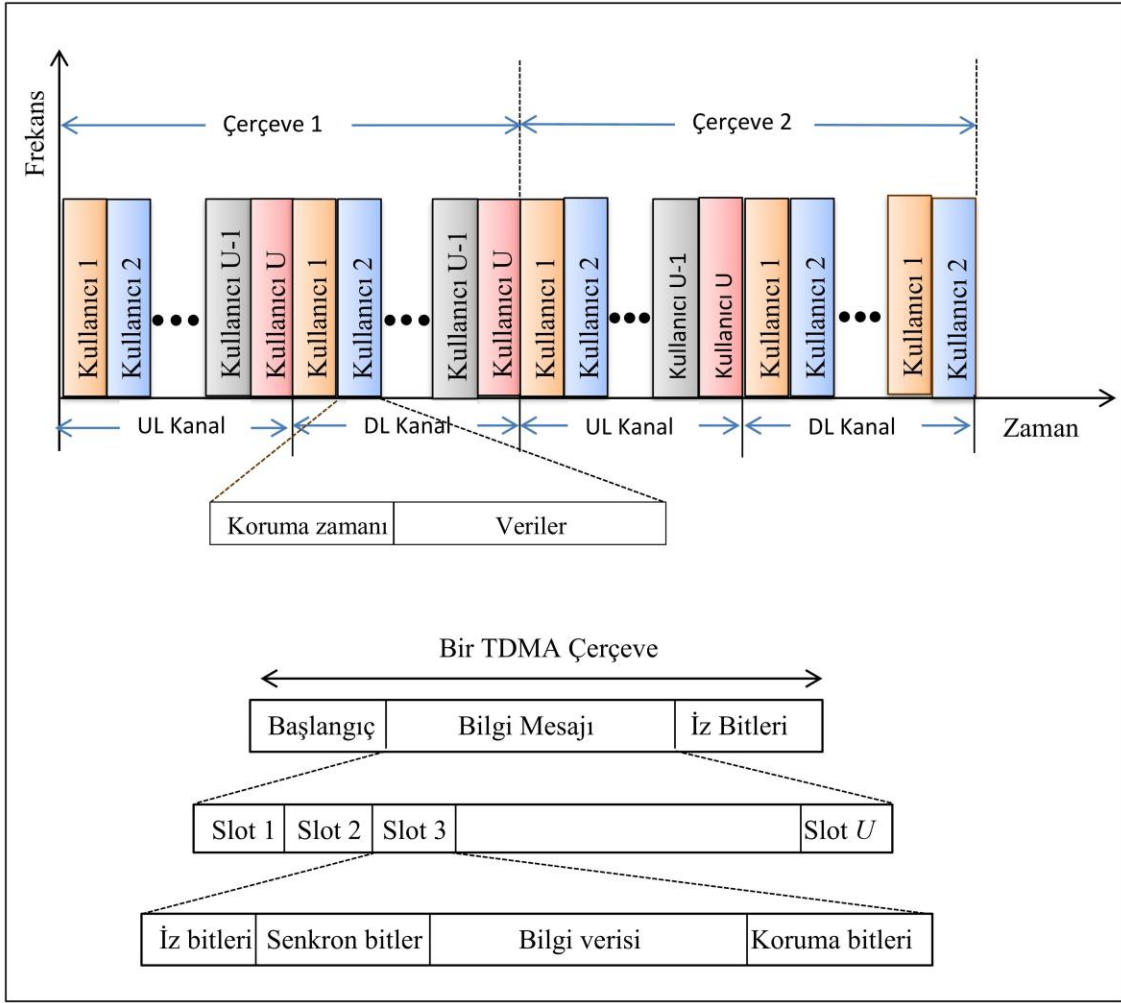 Frekans
Çerçeve 1
Çerçeve 2
Kullanıcı 1
Kullanıcı 2
Kullanıcı U-1
Kullanıcı U
Kullanıcı 1
Kullanıcı 2
Kullanıcı U-1
Kullanıcı U
Kullanıcı 1
Kullanıcı 2
Kullanıcı U-1
Kullanıcı U
Kullanıcı 1
Kullanıcı 2
Kullanıcı 1
Kullanıcı 2
UL Kanal
DL Kanal
UL Kanal
DL Kanal
Zaman
Koruma zamanı
Veriler
Bir TDMA Çerçeve
Başlangıç
Bilgi Mesajı
İz Bitleri
Slot 1
Slot 2
Slot 3
Slot U
İz bitleri
Senkron bitler
Bilgi verisi
Koruma bitleri